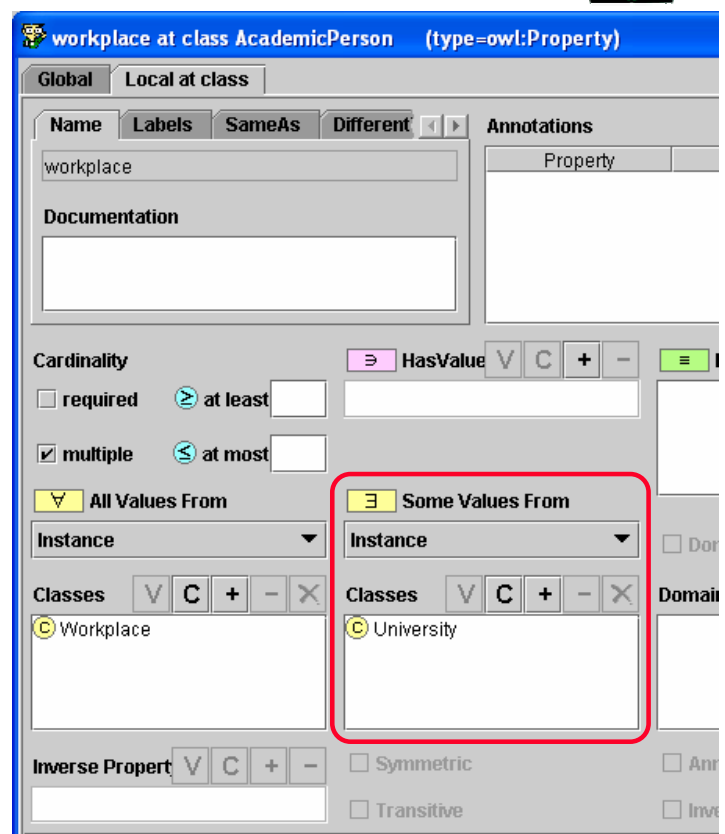 workplace at class AcademicPerson (type=owl:Property)
Global Local at class
Name Labels SameAs Different
workplace
Documentation
Annotations
Property
Cardinality
required ≥ at least
multiple ≤ at most
∋ HasValue V C + −
≡
∀ All Values From
Instance
Classes V C + − ×
C Workplace
∃ Some Values From
Instance
Classes V C + − ×
C University
Domain
Inverse Propert V C + −
Symmetric
Transitive